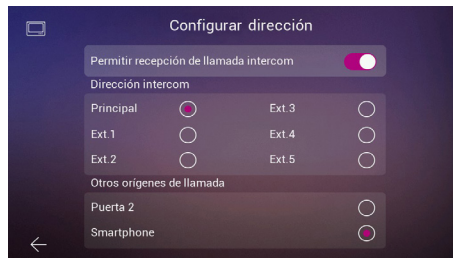 Configurar dirección
Permitir recepción de llamada intercom
Dirección intercom
Principal Ext.3
Ext.1 Ext.4
Ext.2 Ext.5
Otros orígenes de llamada
Puerta 2
Smartphone